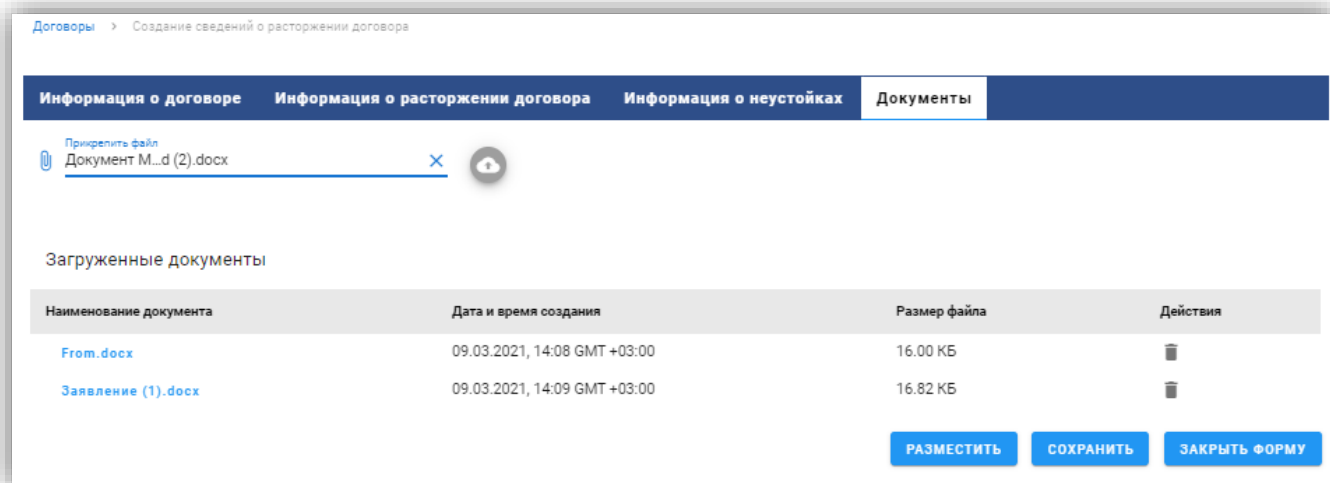 Договоры > Создание сведений о расторжении договора
Информация о договоре Информация о расторжении договора Информация о неустойках Документы
Прикрепить файл
Документ М...d (2).docx
Загруженные документы
Наименование документа Дата и время создания Размер файла Действия
From.docx 09.03.2021, 14:08 GMT +03:00 16.00 КБ
Заявление (1).docx 09.03.2021, 14:09 GMT +03:00 16.82 КБ
РАЗМЕСТИТЬ СОХРАНИТЬ ЗАКРЫТЬ ФОРМУ